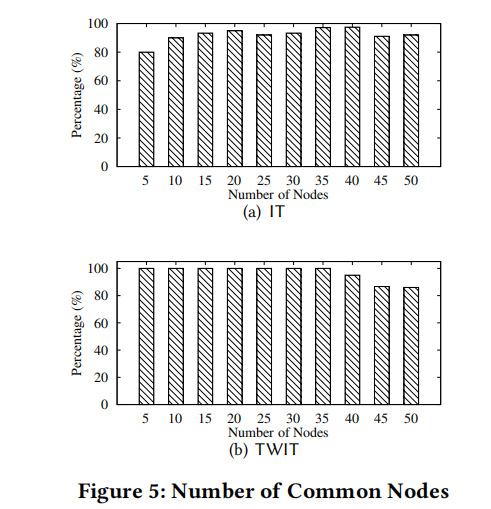 100
80
60
40
20
0
Percentage (%)
5 10 15 20 25 30 35 40 45 50
Number of Nodes
(a) IT
100
80
60
40
20
0
Percentage (%)
5 10 15 20 25 30 35 40 45 50
Number of Nodes
(b) TWIT
Figure 5: Number of Common Nodes